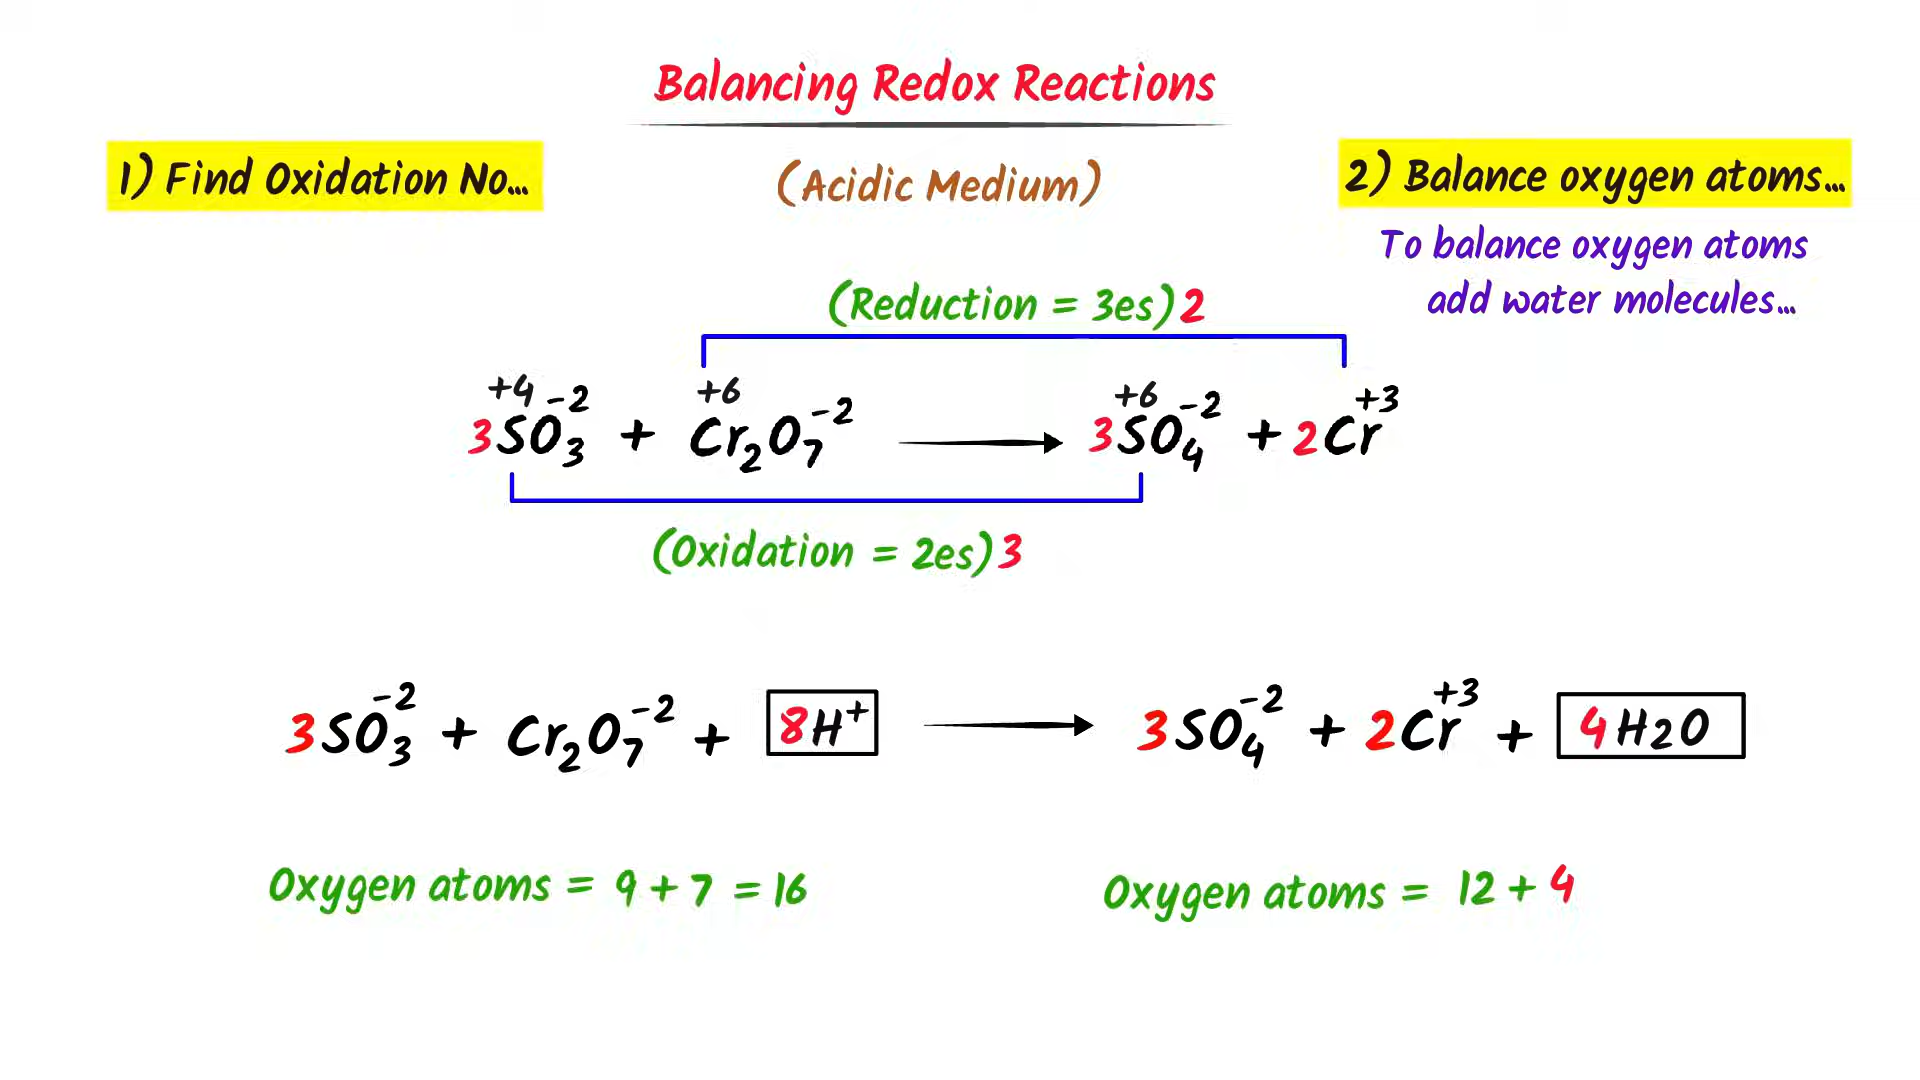 Balancing Redox Reactions
1) Find Oxidation No...
(Acidic Medium)
2) Balance oxygen atoms...
To balance oxygen atoms
add water molecules...
(Reduction = 3es)2
+4 +6 +6
3SO₃⁻² + Cr₂O₇⁻² → 3SO₄⁻² + 2Cr⁺³
(Oxidation = 2es)3
3SO₃⁻² + Cr₂O₇⁻² + 8H⁺ → 3SO₄⁻² + 2Cr⁺³ + 4H2O
Oxygen atoms = 9 + 7 = 16
Oxygen atoms = 12 + 4